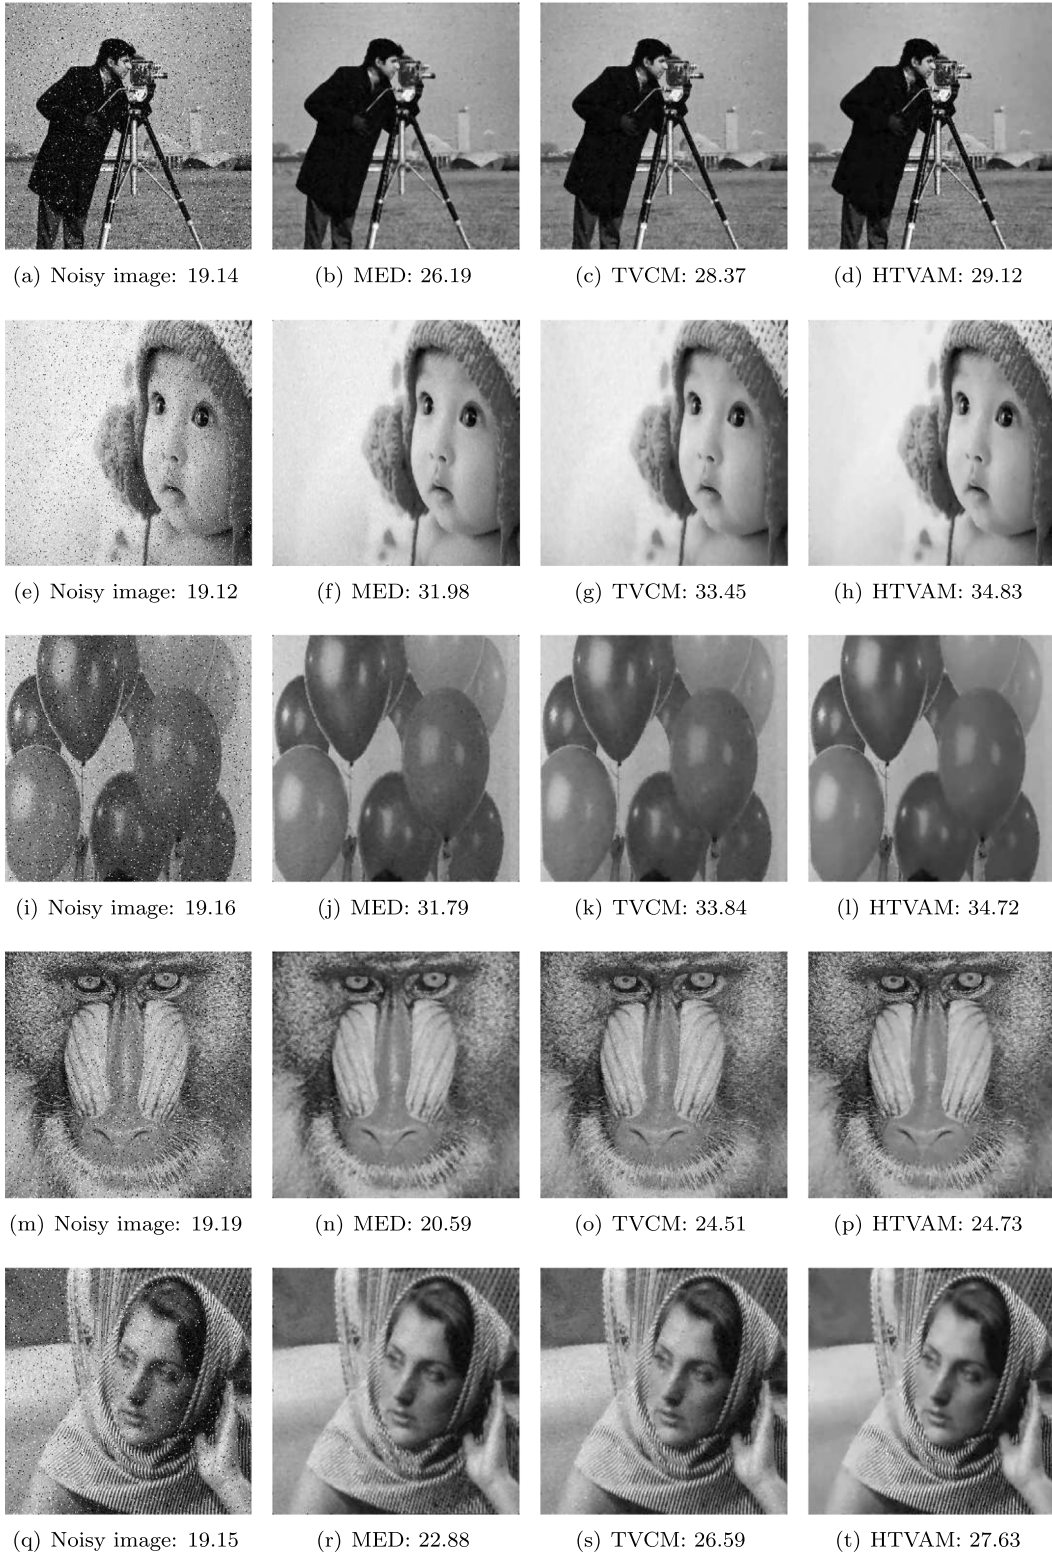 (a) Noisy image: 19.14
(b) MED: 26.19
(c) TVCM: 28.37
(d) HTVAM: 29.12
(e) Noisy image: 19.12
(f) MED: 31.98
(g) TVCM: 33.45
(h) HTVAM: 34.83
(i) Noisy image: 19.16
(j) MED: 31.79
(k) TVCM: 33.84
(l) HTVAM: 34.72
(m) Noisy image: 19.19
(n) MED: 20.59
(o) TVCM: 24.51
(p) HTVAM: 24.73
(q) Noisy image: 19.15
(r) MED: 22.88
(s) TVCM: 26.59
(t) HTVAM: 27.63